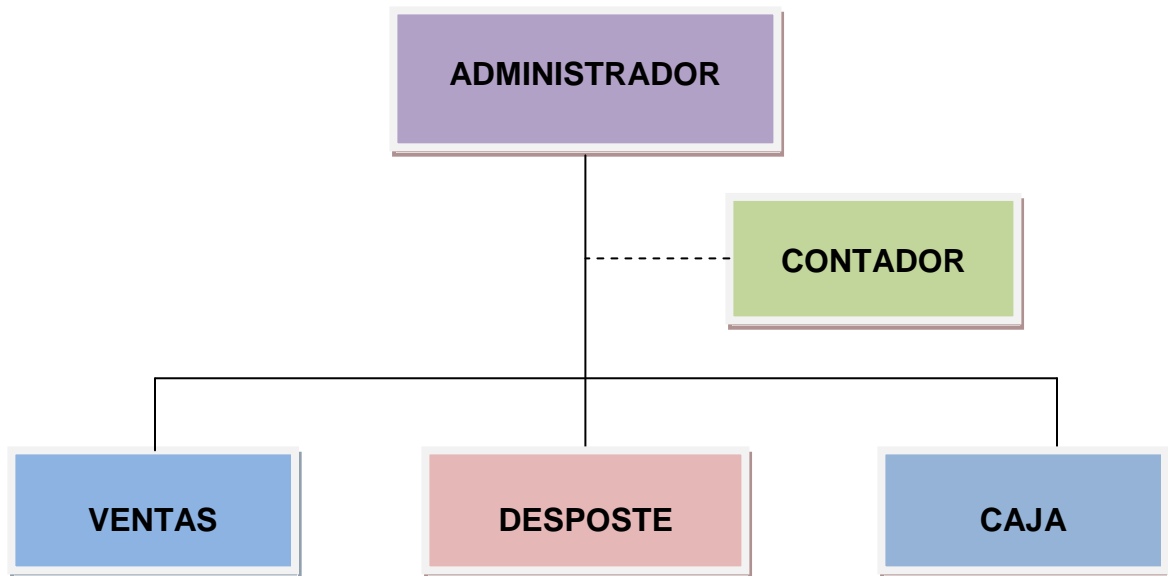 ADMINISTRADOR
CONTADOR
VENTAS
DESPOSTE
CAJA